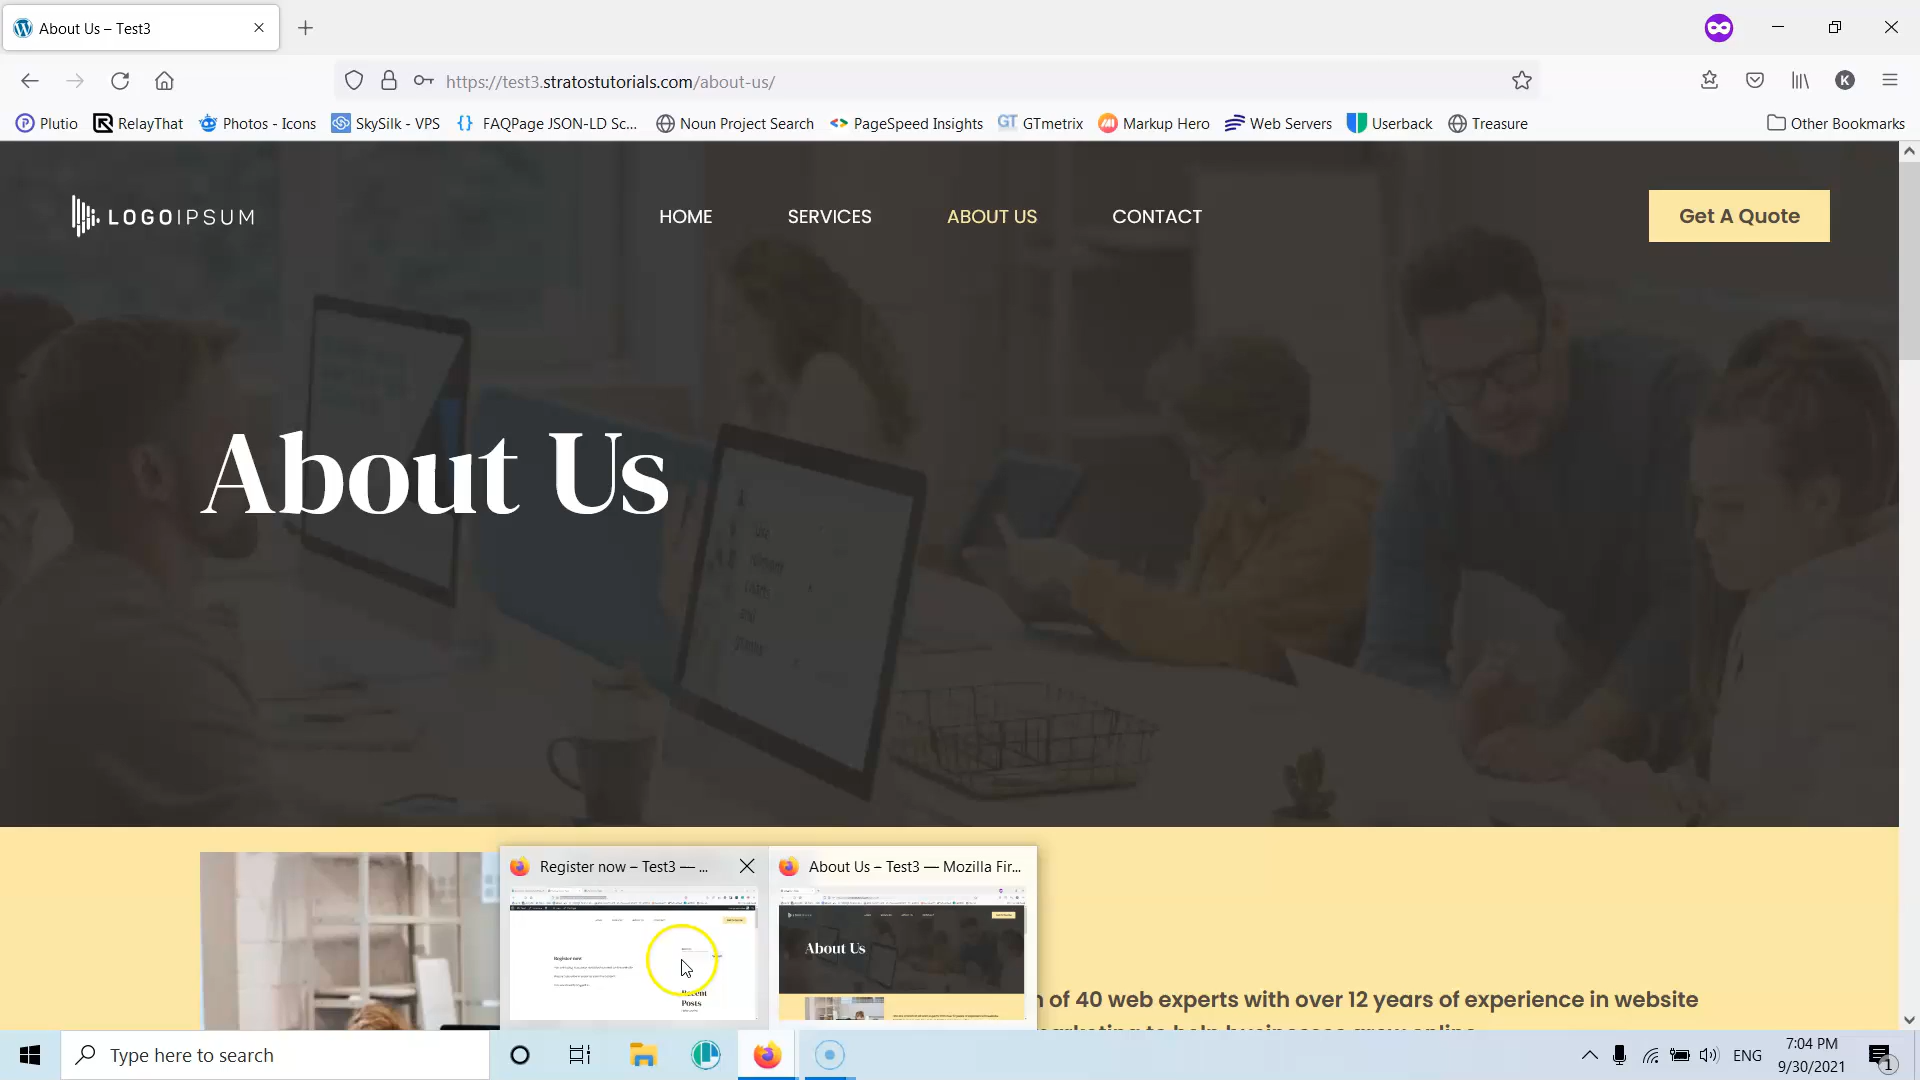 About Us – Test3
https://test3.stratostutorials.com/about-us/
Plutio
RelayThat
Photos - Icons
SkySilk - VPS
FAQPage JSON-LD Sc...
Noun Project Search
PageSpeed Insights
GTmetrix
Markup Hero
Web Servers
Userback
Treasure
Other Bookmarks
LOGOIPSUM
HOME
SERVICES
ABOUT US
CONTACT
Get A Quote
About Us
Register now – Test3 — ...
About Us – Test3 — Mozilla Fir...
Register now
Recent
Posts
About Us
of 40 web experts with over 12 years of experience in website
Type here to search
ENG
7:04 PM
9/30/2021
1
K